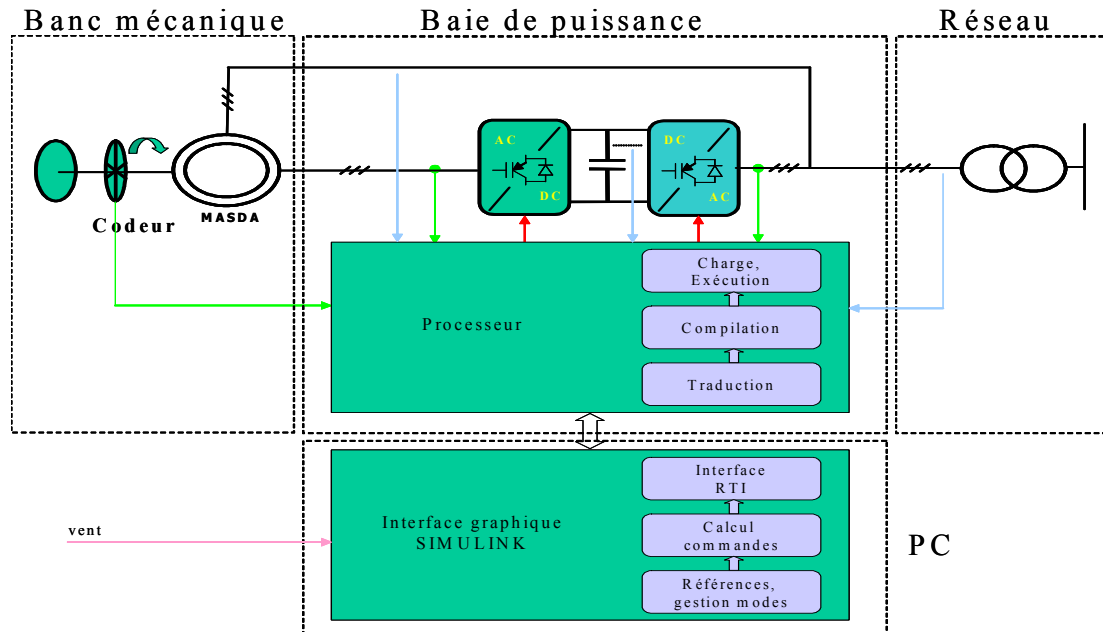 Banc mécanique
Baie de puissance
Réseau
AC
DC
DC
AC
Codeur
MASDA
Processeur
Charge,
Exécution
Compilation
Traduction
vent
Interface graphique
SIMULINK
Interface
RTI
Calcul
commandes
Références,
gestion modes
PC